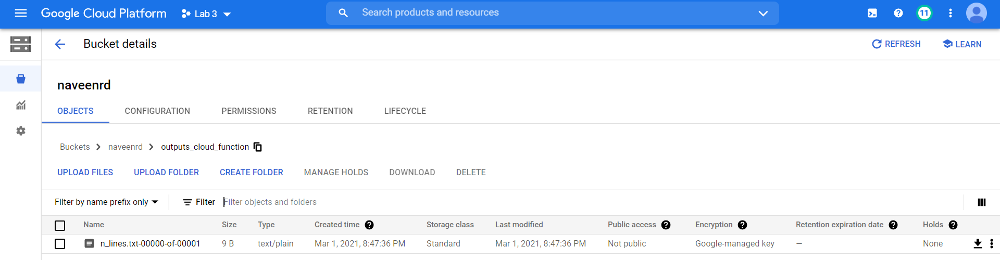 Google Cloud Platform Lab 3 Search products and resources 11
Bucket details REFRESH LEARN
naveenrd
OBJECTS CONFIGURATION PERMISSIONS RETENTION LIFECYCLE
Buckets naveenrd outputs_cloud_function
UPLOAD FILES UPLOAD FOLDER CREATE FOLDER MANAGE HOLDS DOWNLOAD DELETE
Filter by name prefix only Filter Filter objects and folders
Name Size Type Created time Storage class Last modified Public access Encryption Retention expiration date Holds
n_lines.txt-00000-of-00001 9 B text/plain Mar 1, 2021, 8:47:36 PM Standard Mar 1, 2021, 8:47:36 PM Not public Google-managed key — None